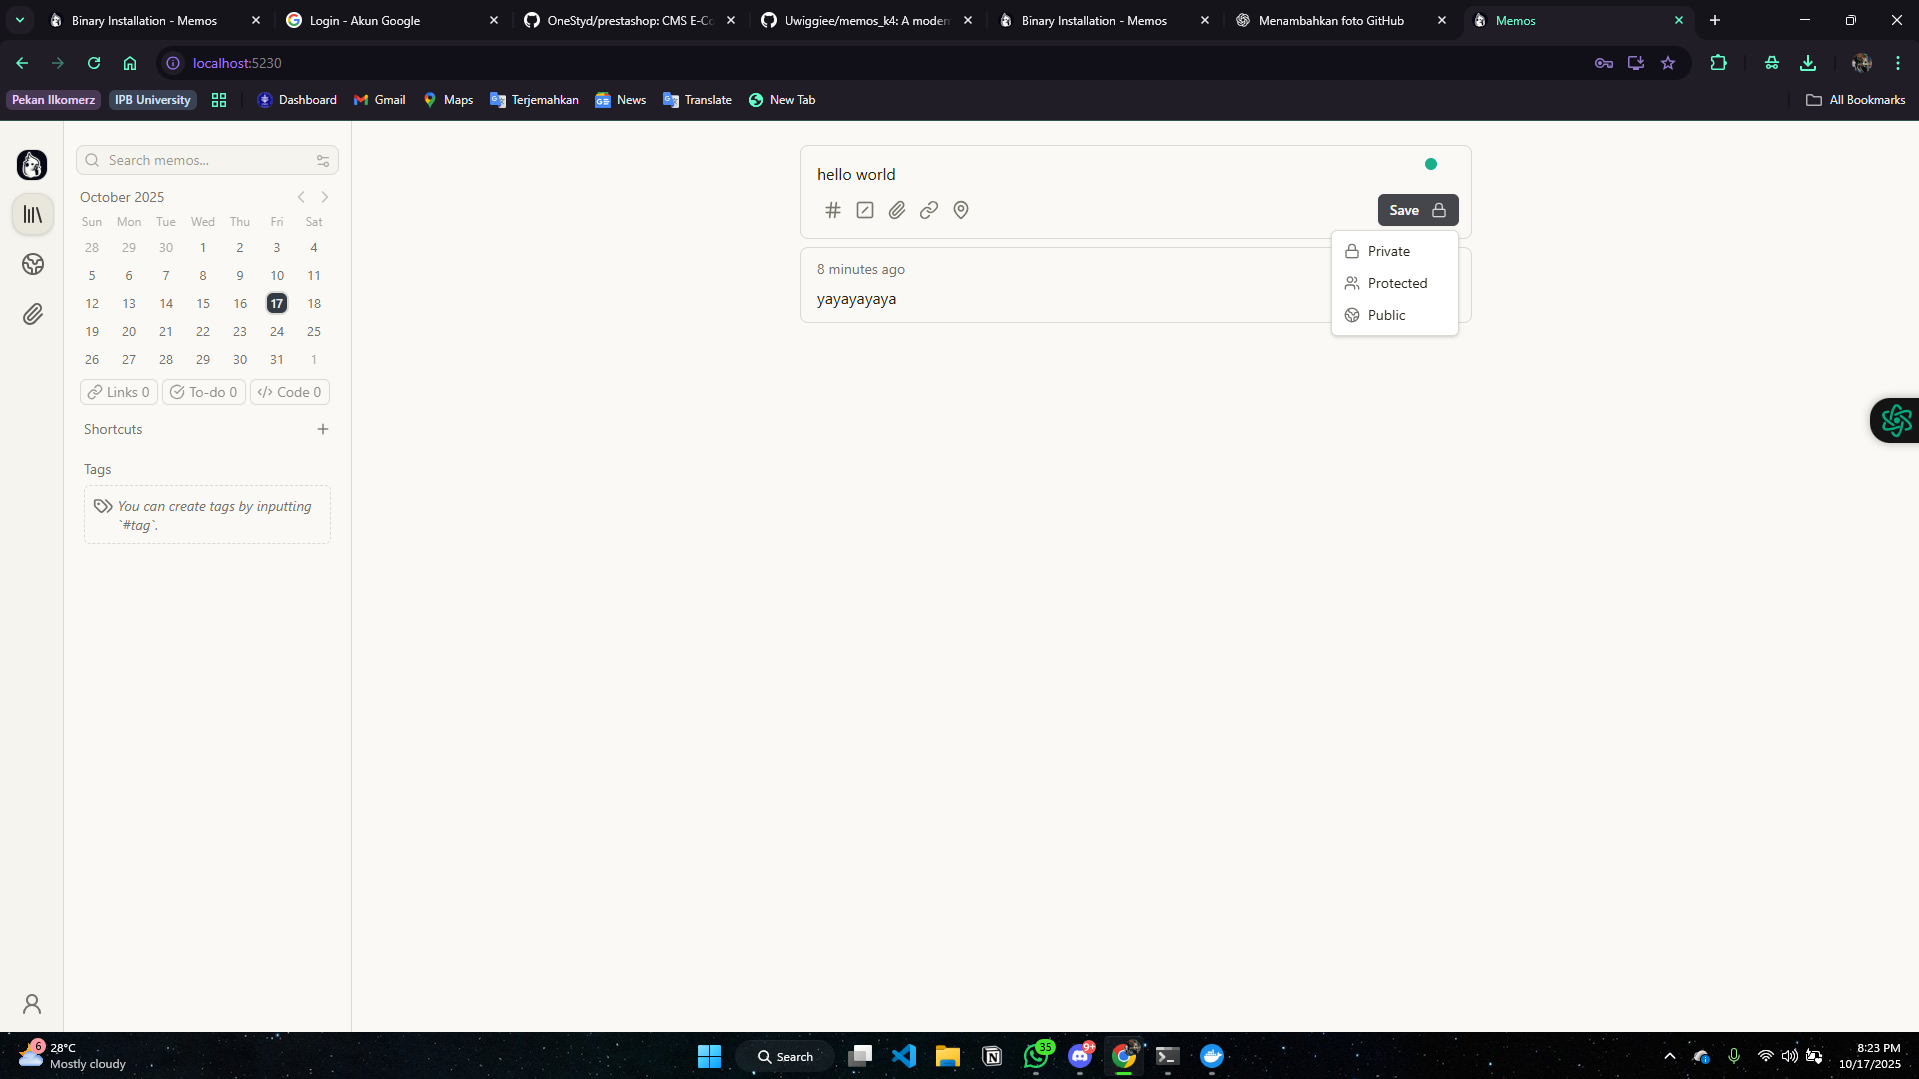 Binary Installation - Memos
Login - Akun Google
OneStyd/prestashop: CMS E-Co
Uwiggiee/memos_k4: A modern
Binary Installation - Memos
Menambahkan foto GitHub
Memos
localhost:5230
Pekan Ilkomerz
IPB University
Dashboard
Gmail
Maps
Terjemahkan
News
Translate
New Tab
All Bookmarks
Search memos...
October 2025
Sun Mon Tue Wed Thu Fri Sat
28 29 30 1 2 3 4
5 6 7 8 9 10 11
12 13 14 15 16 17 18
19 20 21 22 23 24 25
26 27 28 29 30 31 1
Links 0 To-do 0 Code 0
Shortcuts
Tags
You can create tags by inputting
`#tag`.
hello world
Save
Private
Protected
Public
8 minutes ago
yayayayaya
6
28°C
Mostly cloudy
Search
35
9+
8:23 PM
10/17/2025